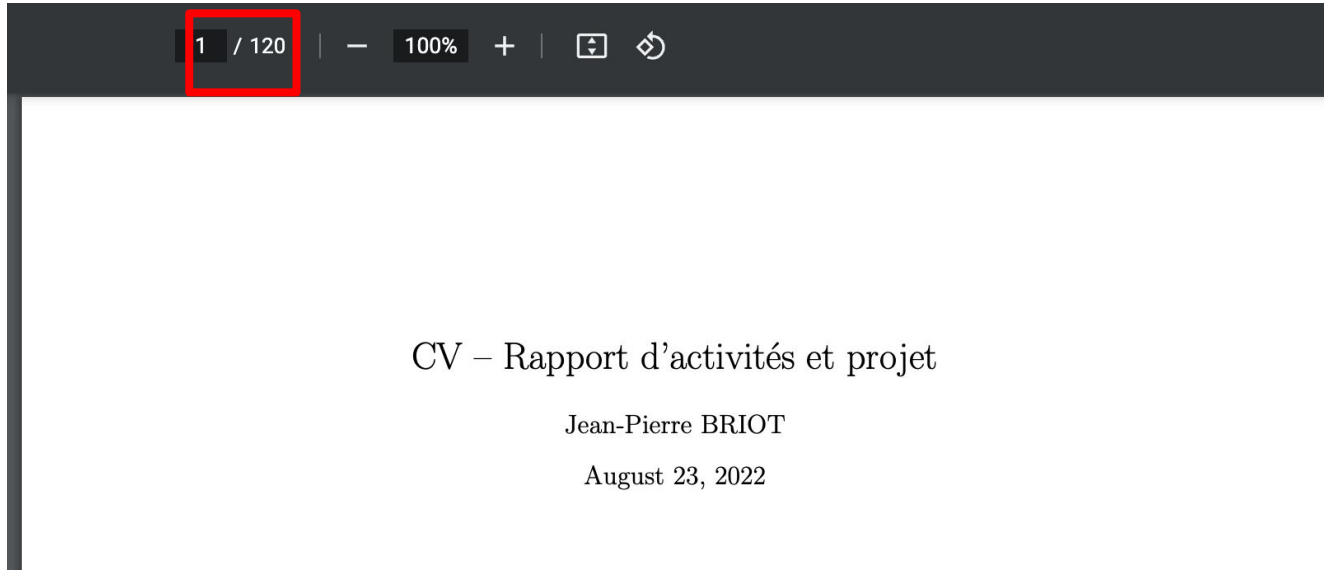 1 / 120 | − 100% + |
CV – Rapport d'activités et projet
Jean-Pierre BRIOT
August 23, 2022